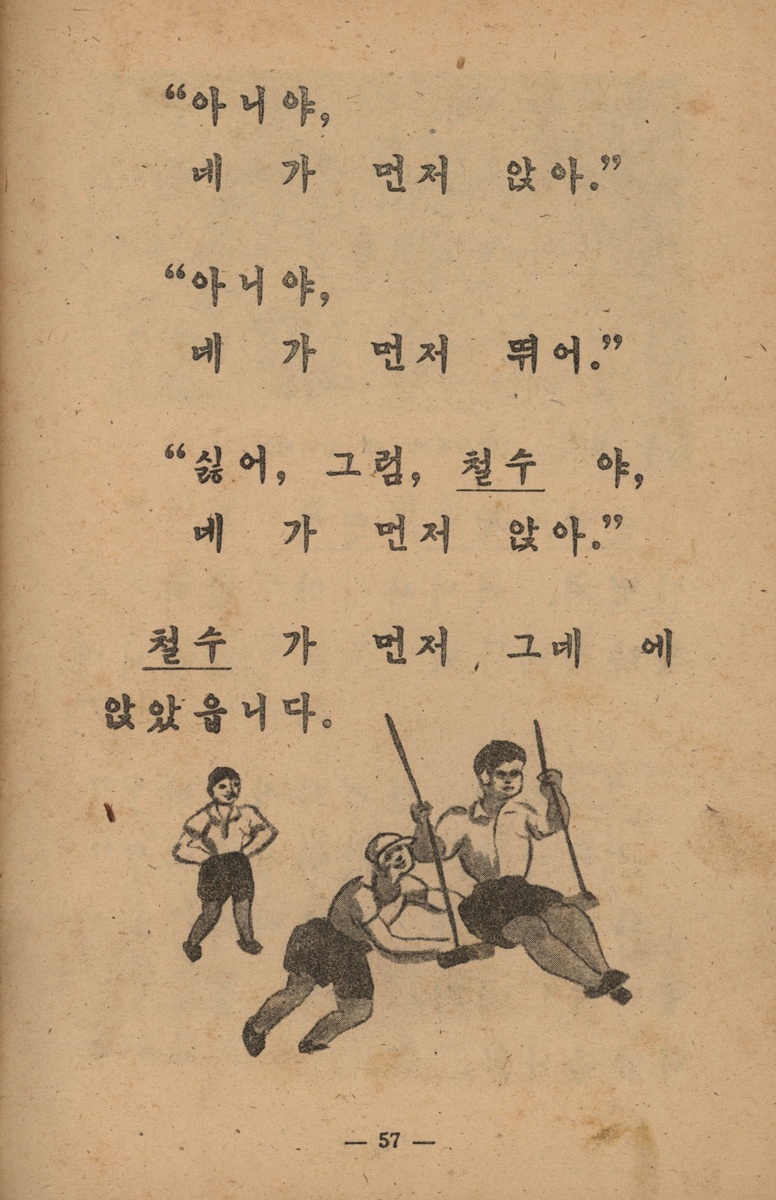 “아니야,
네 가 먼저 앉아.”
“아니야,
네 가 먼저 뛰어.”
“싫어, 그럼, 철수 야,
네 가 먼저 앉아.”
철수 가 먼저 그네 에
앉았읍니다.
— 57 —